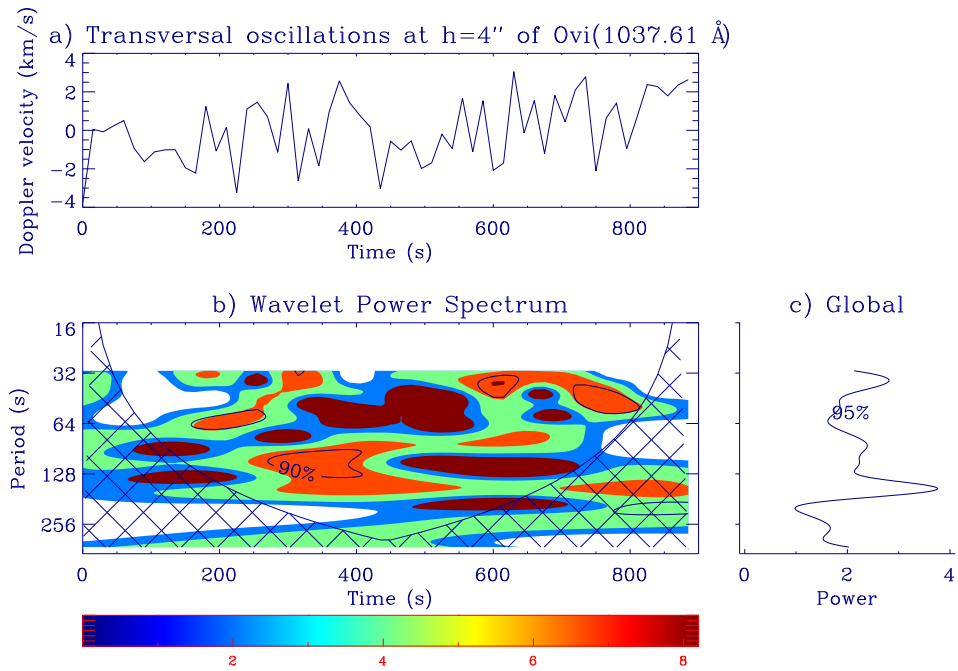 a) Transversal oscillations at h=4" of Ovi(1037.61 Å)
Doppler velocity (km/s)
4
2
0
−2
−4
0 200 400 600 800
Time (s)
b) Wavelet Power Spectrum
c) Global
Period (s)
16
32
64
128
256
90%
95%
0 200 400 600 800
Time (s)
0 2 4
Power
2 4 6 8